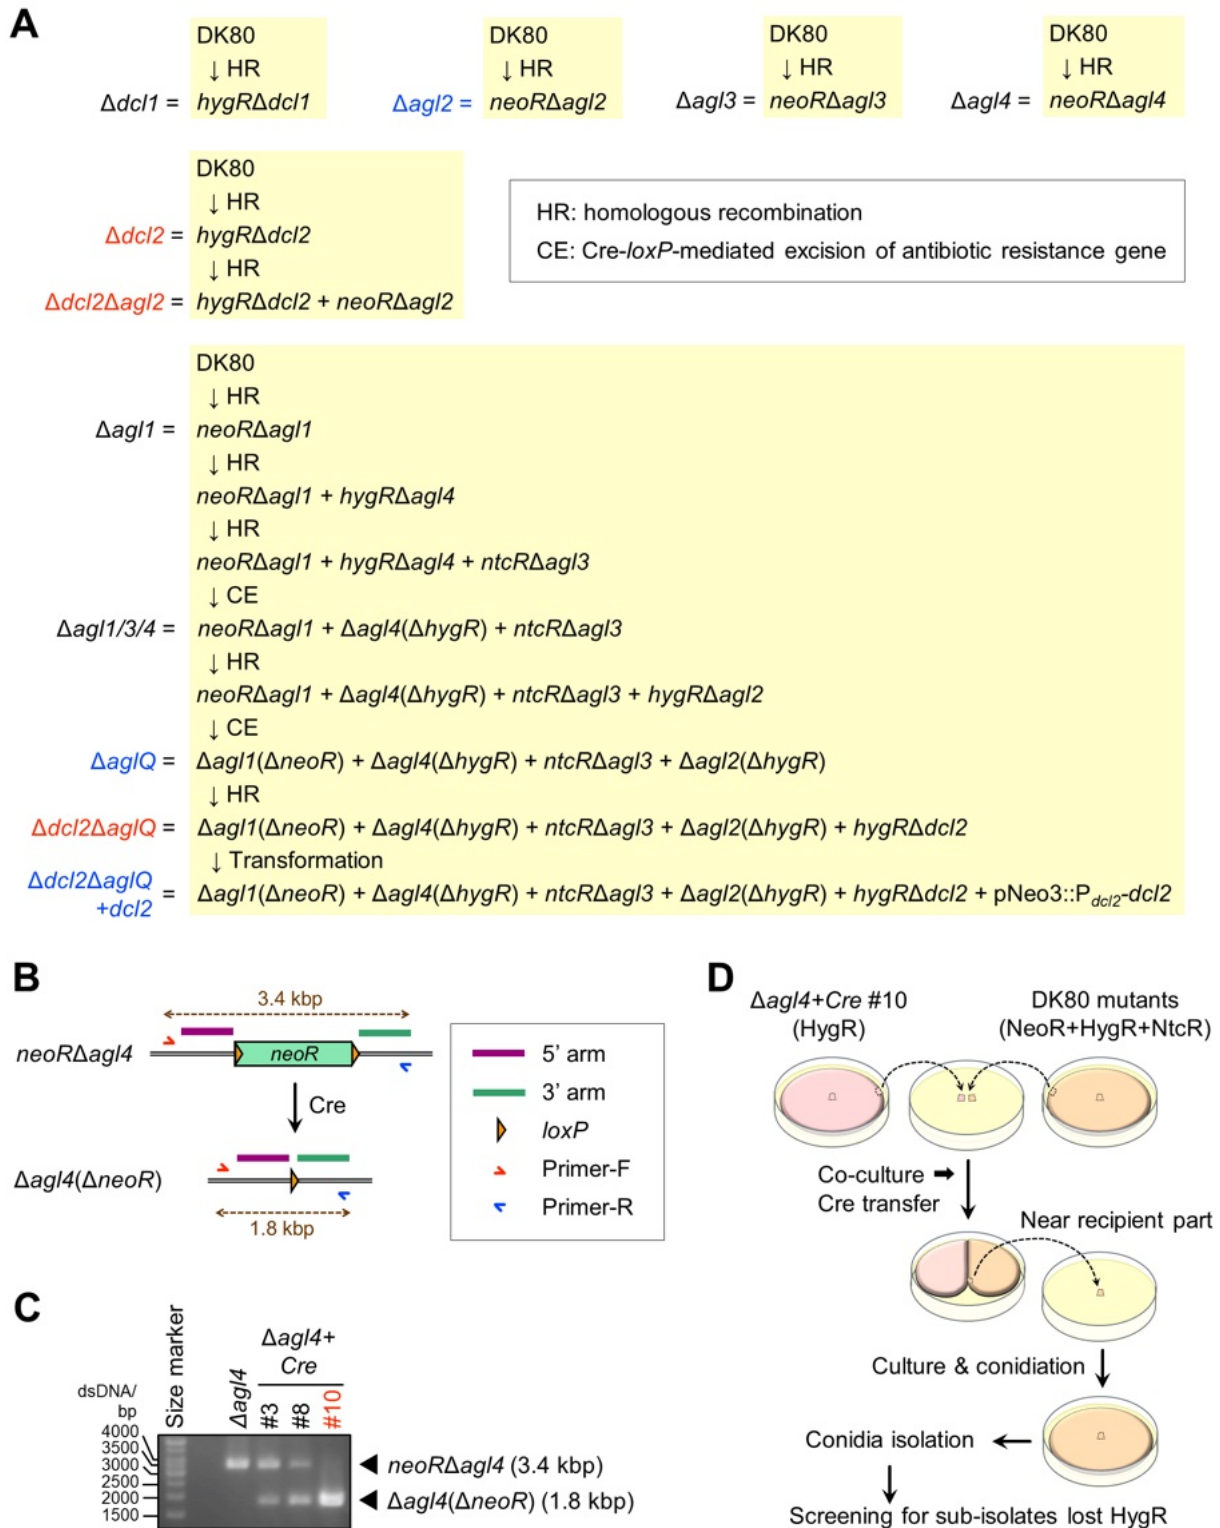 A
DK80
↓ HR
Δdcl1 = hygRΔdcl1
DK80
↓ HR
Δagl2 = neoRΔagl2
DK80
↓ HR
Δagl3 = neoRΔagl3
DK80
↓ HR
Δagl4 = neoRΔagl4
DK80
↓ HR
Δdcl2 = hygRΔdcl2
↓ HR
Δdcl2Δagl2 = hygRΔdcl2 + neoRΔagl2
HR: homologous recombination
CE: Cre-loxP-mediated excision of antibiotic resistance gene
DK80
↓ HR
Δagl1 = neoRΔagl1
↓ HR
neoRΔagl1 + hygRΔagl4
↓ HR
neoRΔagl1 + hygRΔagl4 + ntcRΔagl3
↓ CE
Δagl1/3/4 = neoRΔagl1 + Δagl4(ΔhygR) + ntcRΔagl3
↓ HR
neoRΔagl1 + Δagl4(ΔhygR) + ntcRΔagl3 + hygRΔagl2
↓ CE
ΔaglQ = Δagl1(ΔneoR) + Δagl4(ΔhygR) + ntcRΔagl3 + Δagl2(ΔhygR)
↓ HR
Δdcl2ΔaglQ = Δagl1(ΔneoR) + Δagl4(ΔhygR) + ntcRΔagl3 + Δagl2(ΔhygR) + hygRΔdcl2
↓ Transformation
Δdcl2ΔaglQ
+dcl2
= Δagl1(ΔneoR) + Δagl4(ΔhygR) + ntcRΔagl3 + Δagl2(ΔhygR) + hygRΔdcl2 + pNeo3::Pdcl2-dcl2
B
3.4 kbp
neoRΔagl4
neoR
Cre
Δagl4(ΔneoR)
1.8 kbp
5' arm
3' arm
loxP
Primer-F
Primer-R
C
Size marker
Δagl4
Δagl4+
Cre
#3
#8
#10
dsDNA/
bp
4000
3500
3000
2500
2000
1500
neoRΔagl4 (3.4 kbp)
Δagl4(ΔneoR) (1.8 kbp)
D
Δagl4+Cre #10
(HygR)
DK80 mutants
(NeoR+HygR+NtcR)
Co-culture ➡
Cre transfer
Near recipient part
Culture & conidiation
Conidia isolation
Screening for sub-isolates lost HygR